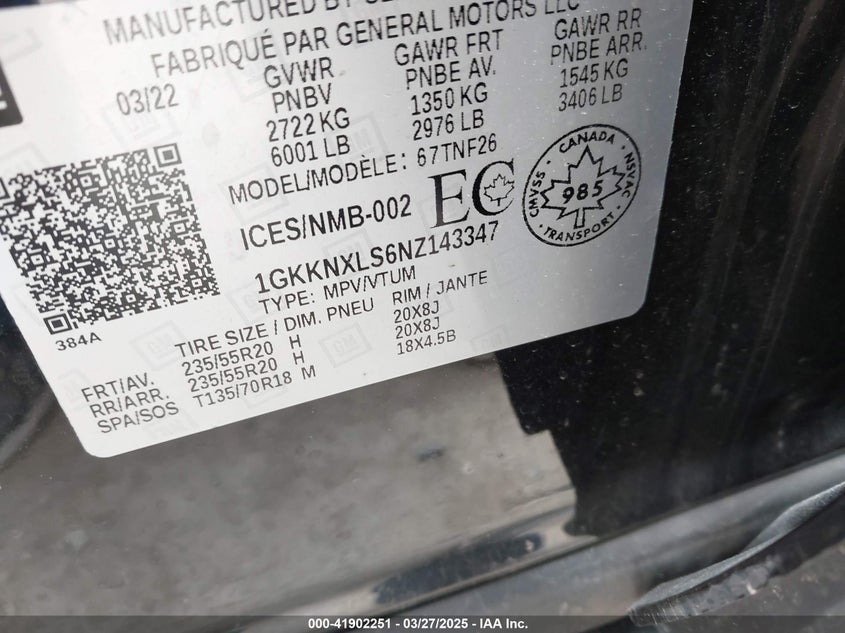 MANUFACTURED BY
FABRIQUÉ PAR GENERAL MOTORS LLC
03/22
GVWR
PNBV
2722 KG
6001 LB
GAWR FRT
PNBE AV.
1350 KG
2976 LB
GAWR RR
PNBE ARR.
1545 KG
3406 LB
MODEL/MODÈLE: 67TNF26
ICES/NMB-002
EC
CANADA
CMVSS
985
NSVAC
TRANSPORT
1GKKNXLS6NZ143347
TYPE: MPV/VTUM
384A
TIRE SIZE / DIM. PNEU RIM / JANTE
FRT/AV. 235/55R20 H 20X8J
RR/ARR. 235/55R20 H 20X8J
SPA/SOS T135/70R18 M 18X4.5B
000-41902251 - 03/27/2025 - IAA Inc.